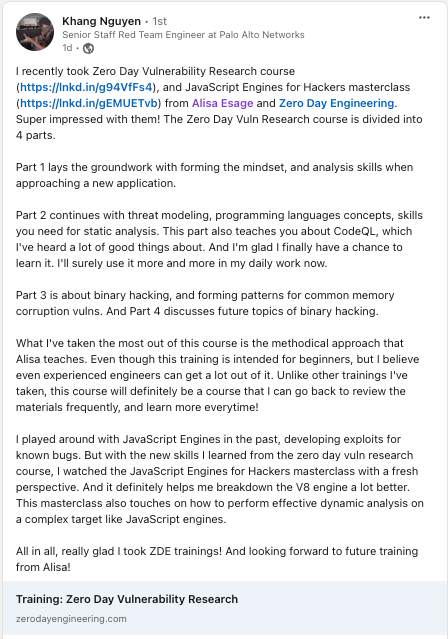 Khang Nguyen • 1st
Senior Staff Red Team Engineer at Palo Alto Networks
1d •
I recently took Zero Day Vulnerability Research course
(https://lnkd.in/g94VfFs4), and JavaScript Engines for Hackers masterclass
(https://lnkd.in/gEMUETvb) from Alisa Esage and Zero Day Engineering.
Super impressed with them! The Zero Day Vuln Research course is divided into
4 parts.
Part 1 lays the groundwork with forming the mindset, and analysis skills when
approaching a new application.
Part 2 continues with threat modeling, programming languages concepts, skills
you need for static analysis. This part also teaches you about CodeQL, which
I've heard a lot of good things about. And I'm glad I finally have a chance to
learn it. I'll surely use it more and more in my daily work now.
Part 3 is about binary hacking, and forming patterns for common memory
corruption vulns. And Part 4 discusses future topics of binary hacking.
What I've taken the most out of this course is the methodical approach that
Alisa teaches. Even though this training is intended for beginners, but I believe
even experienced engineers can get a lot out of it. Unlike other trainings I've
taken, this course will definitely be a course that I can go back to review the
materials frequently, and learn more everytime!
I played around with JavaScript Engines in the past, developing exploits for
known bugs. But with the new skills I learned from the zero day vuln research
course, I watched the JavaScript Engines for Hackers masterclass with a fresh
perspective. And it definitely helps me breakdown the V8 engine a lot better.
This masterclass also touches on how to perform effective dynamic analysis on
a complex target like JavaScript engines.
All in all, really glad I took ZDE trainings! And looking forward to future training
from Alisa!
Training: Zero Day Vulnerability Research
zerodayengineering.com